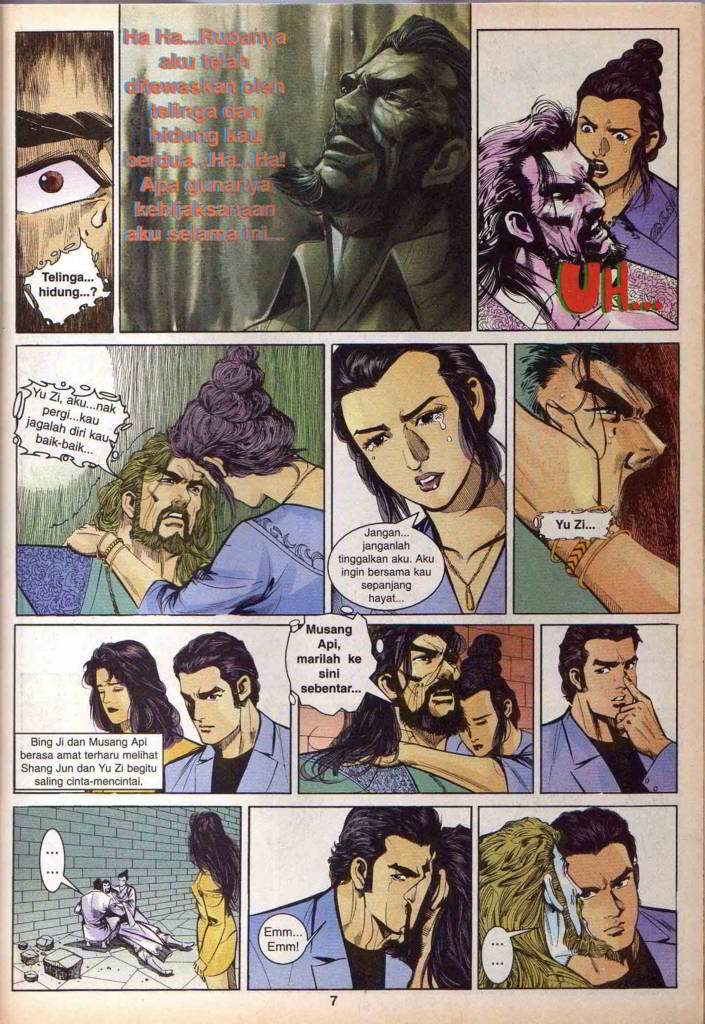 Telinga...
hidung...?
Ha Ha....Rupanya
aku telah
ditewaskan oleh
telinga dan
hidung kau
berdua...Ha...Ha!
Apa gunanya
kebijaksanaan
aku selama ini....
UH...
Yu Zi, aku...nak
pergi...kau
jagalah diri kau
baik-baik...
Jangan...
janganlah
tinggalkan aku. Aku
ingin bersama kau
sepanjang
hayat...
Yu Zi...
Bing Ji dan Musang Api
berasa amat terharu melihat
Shang Jun dan Yu Zi begitu
saling cinta-mencintai.
Musang
Api,
marilah ke
sini
sebentar...
...
...
Emm...
Emm!
...
...
7